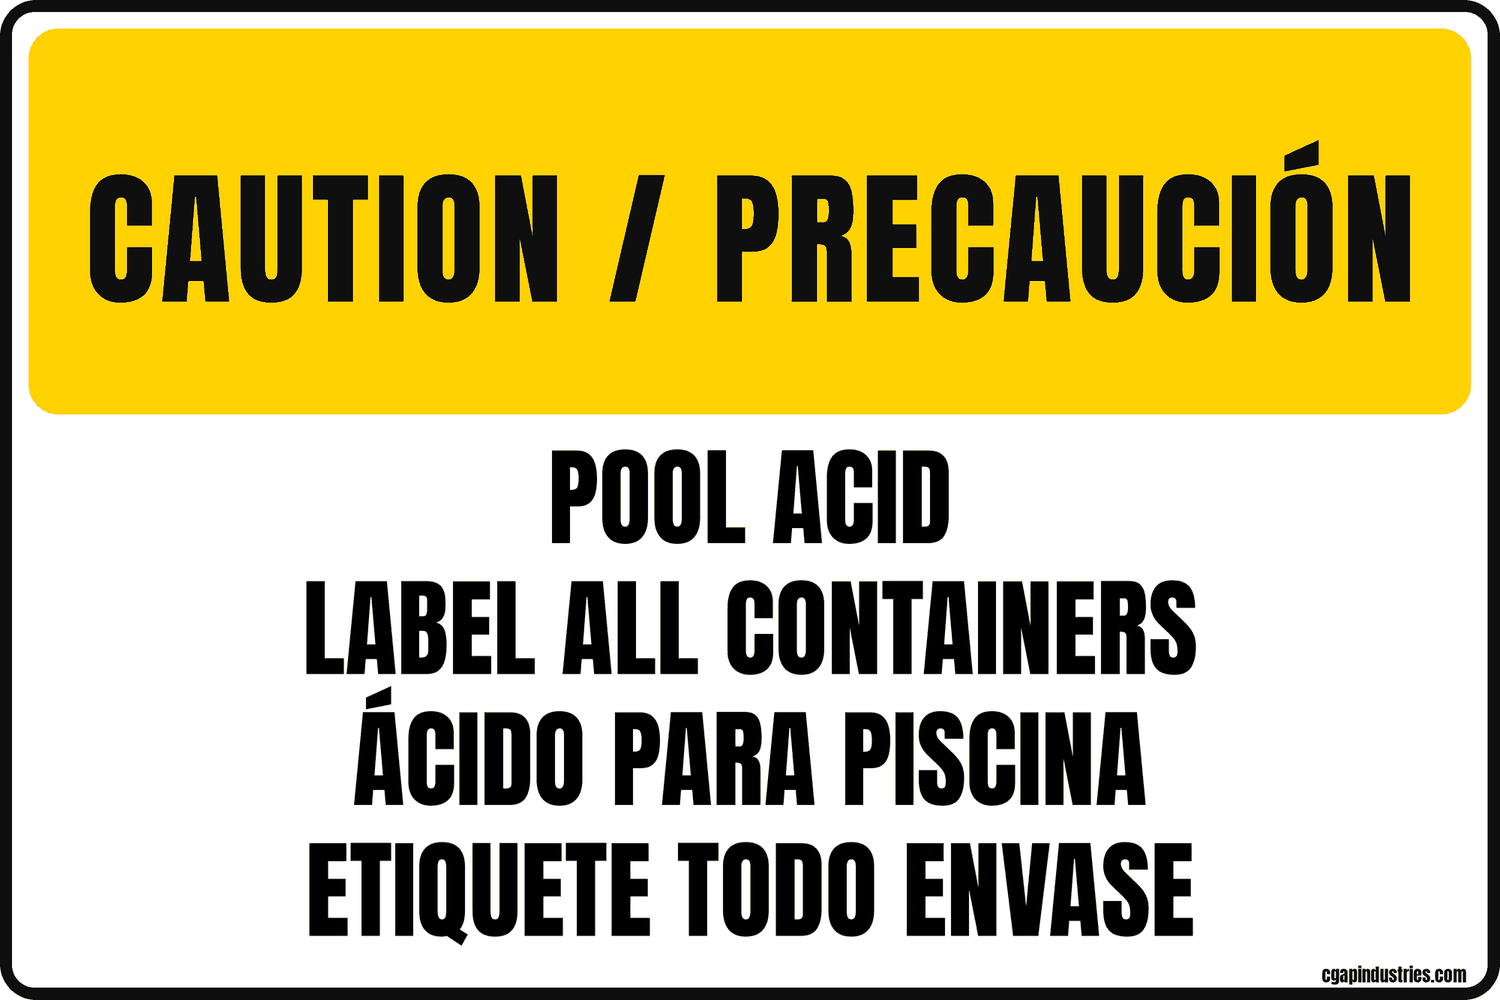 CAUTION / PRECAUCIÓN
POOL ACID
LABEL ALL CONTAINERS
ÁCIDO PARA PISCINA
ETIQUETE TODO ENVASE
cgapindustries.com